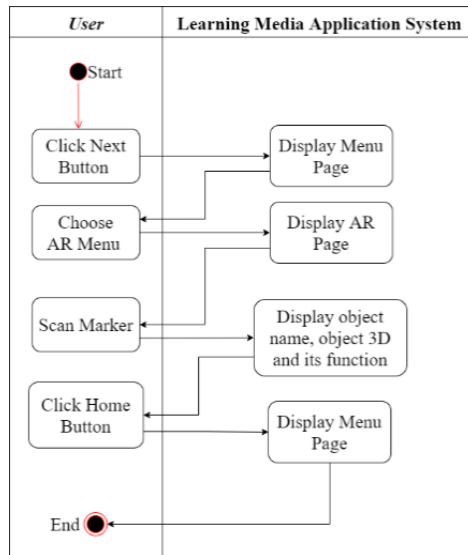 User
Learning Media Application System
Start
Click Next
Button
Display Menu
Page
Choose
AR Menu
Display AR
Page
Scan Marker
Display object
name, object 3D
and its function
Click Home
Button
Display Menu
Page
End